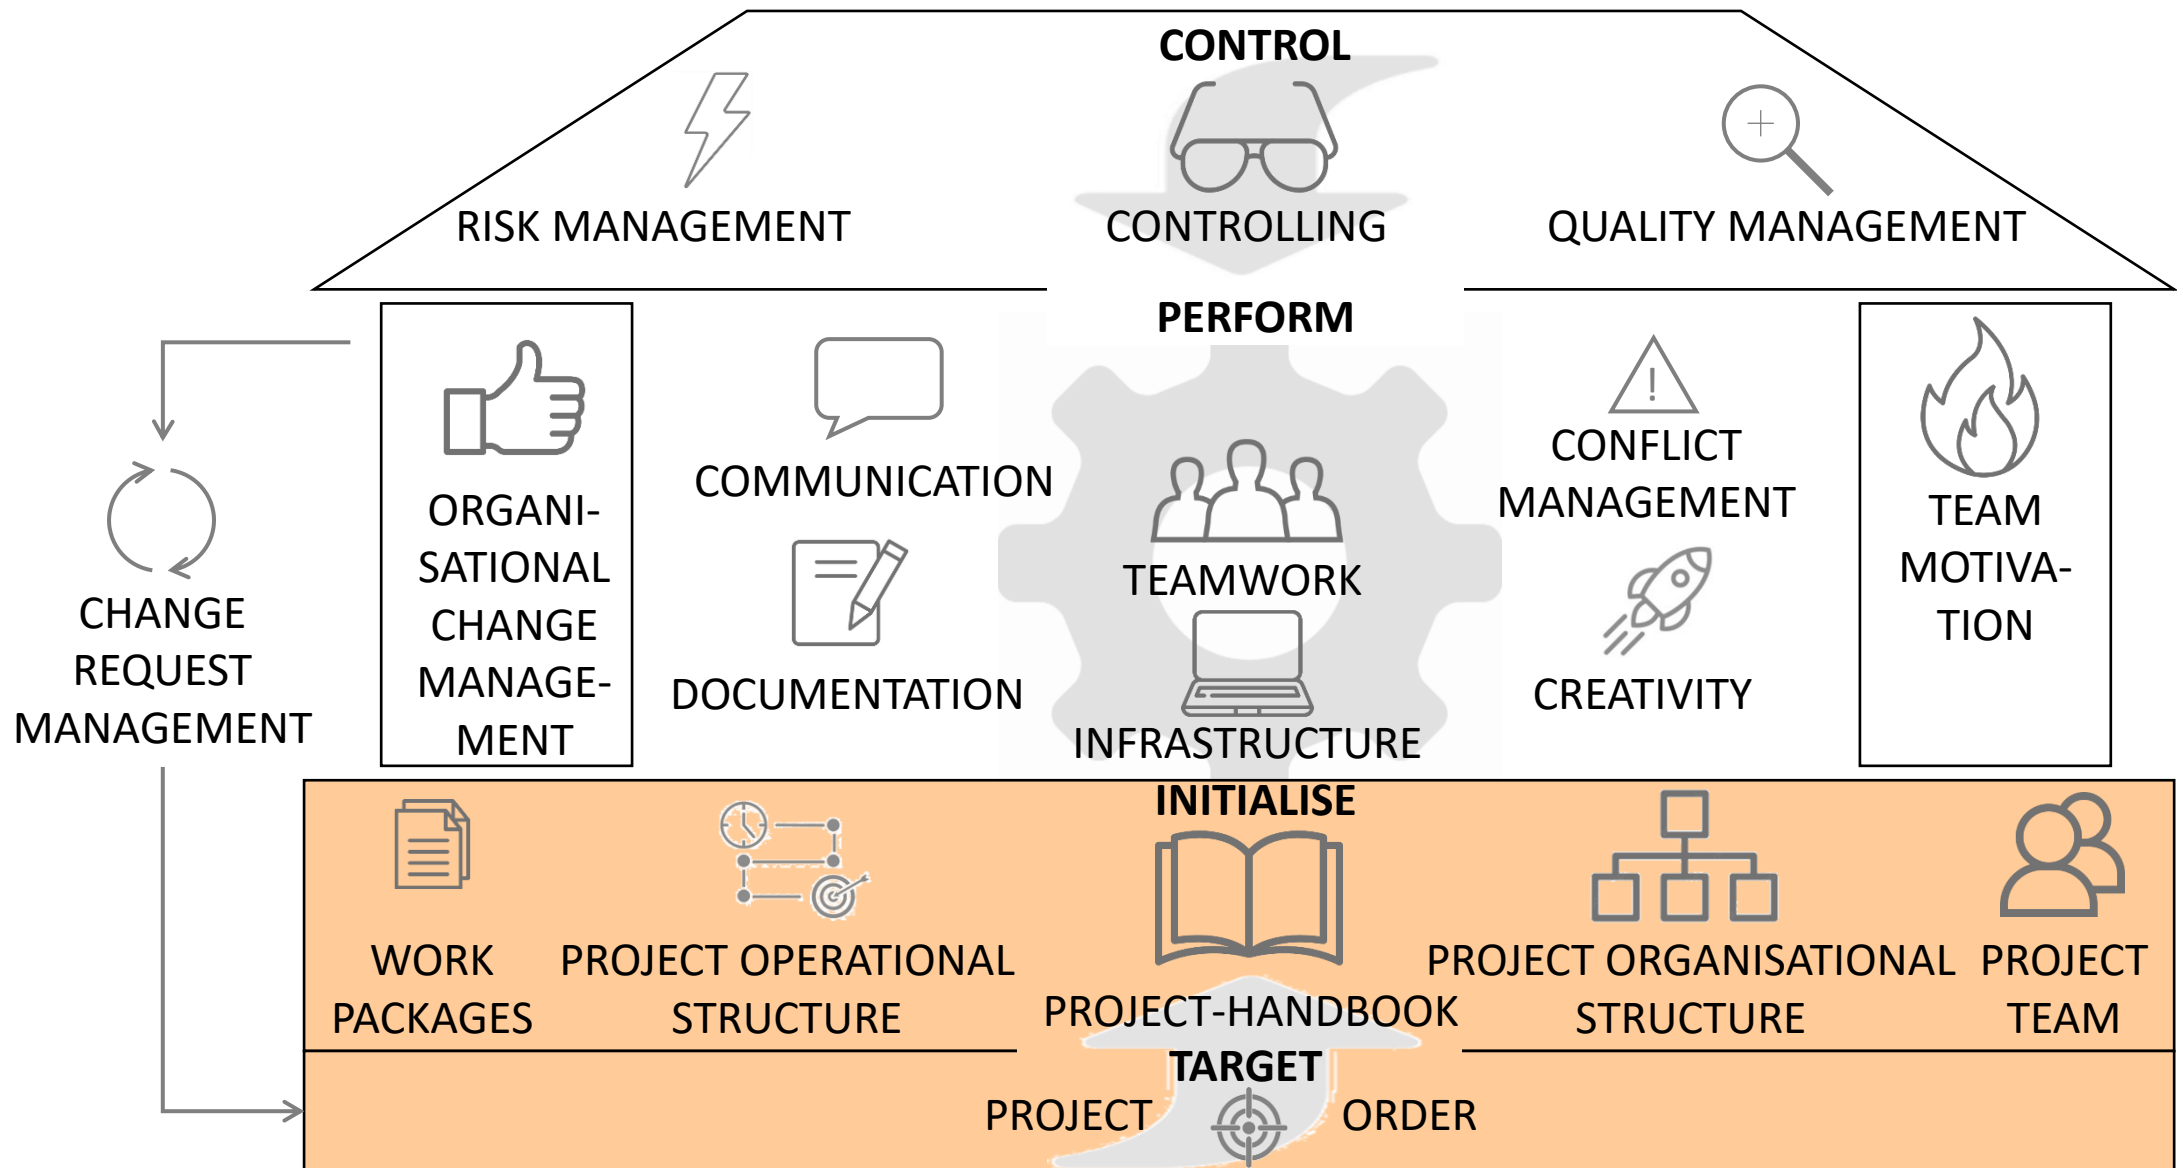 CONTROL
RISK MANAGEMENT
CONTROLLING
QUALITY MANAGEMENT
PERFORM
ORGANI-
SATIONAL
CHANGE
MANAGE-
MENT
COMMUNICATION
DOCUMENTATION
TEAMWORK
INFRASTRUCTURE
!
CONFLICT
MANAGEMENT
CREATIVITY
TEAM
MOTIVA-
TION
CHANGE
REQUEST
MANAGEMENT
INITIALISE
WORK
PACKAGES
PROJECT OPERATIONAL
STRUCTURE
PROJECT-HANDBOOK
PROJECT ORGANISATIONAL
STRUCTURE
PROJECT
TEAM
TARGET
PROJECT ORDER